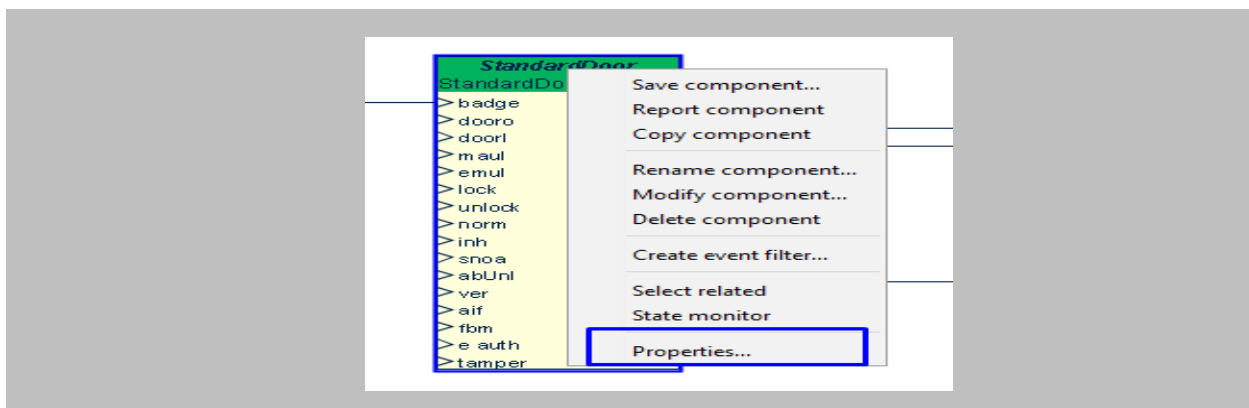 StandardDoor
StandardDo
badge
dooro
doorl
maul
emul
lock
unlock
norm
inh
snoa
abUnl
ver
aif
fbm
e auth
tamper
Save component...
Report component
Copy component
Rename component...
Modify component...
Delete component
Create event filter...
Select related
State monitor
Properties...